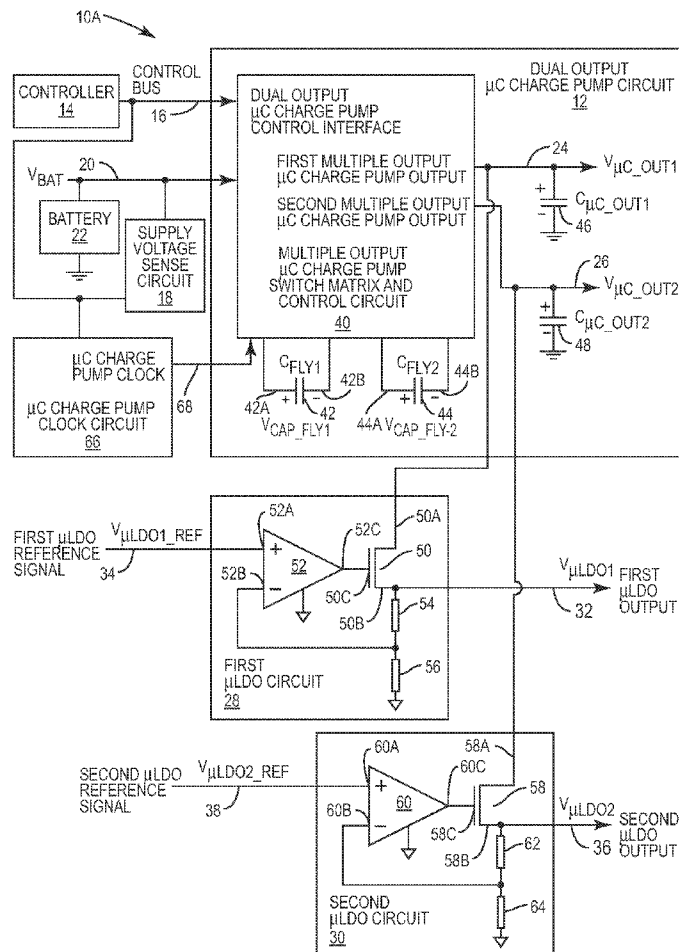 10A
CONTROLLER
14
CONTROL
BUS
16
DUAL OUTPUT
µC CHARGE PUMP
CONTROL INTERFACE
DUAL OUTPUT
µC CHARGE PUMP CIRCUIT
12
VBAT
20
BATTERY
22
SUPPLY
VOLTAGE
SENSE
CIRCUIT
18
FIRST MULTIPLE OUTPUT
µC CHARGE PUMP OUTPUT
SECOND MULTIPLE OUTPUT
µC CHARGE PUMP OUTPUT
MULTIPLE OUTPUT
µC CHARGE PUMP
SWITCH MATRIX AND
CONTROL CIRCUIT
40
24
VµC_OUT1
+
-
CµC_OUT1
46
26
VµC_OUT2
+
-
CµC_OUT2
48
µC CHARGE
PUMP CLOCK
68
µC CHARGE PUMP
CLOCK CIRCUIT
66
CFLY1
42A
+
-
42B
42
VCAP_FLY1
CFLY2
44A
+
-
44B
44
VCAP_FLY-2
FIRST µLDO
REFERENCE
SIGNAL
VµLDO1_REF
34
52A
+
52
52B
-
52C
50A
50
50C
50B
54
56
FIRST
µLDO CIRCUIT
28
VµLDO1
32
FIRST
µLDO
OUTPUT
SECOND µLDO
REFERENCE
SIGNAL
VµLDO2_REF
38
60A
+
60
60B
-
60C
58A
58
58C
58B
62
64
SECOND
µLDO CIRCUIT
30
VµLDO2
36
SECOND
µLDO
OUTPUT